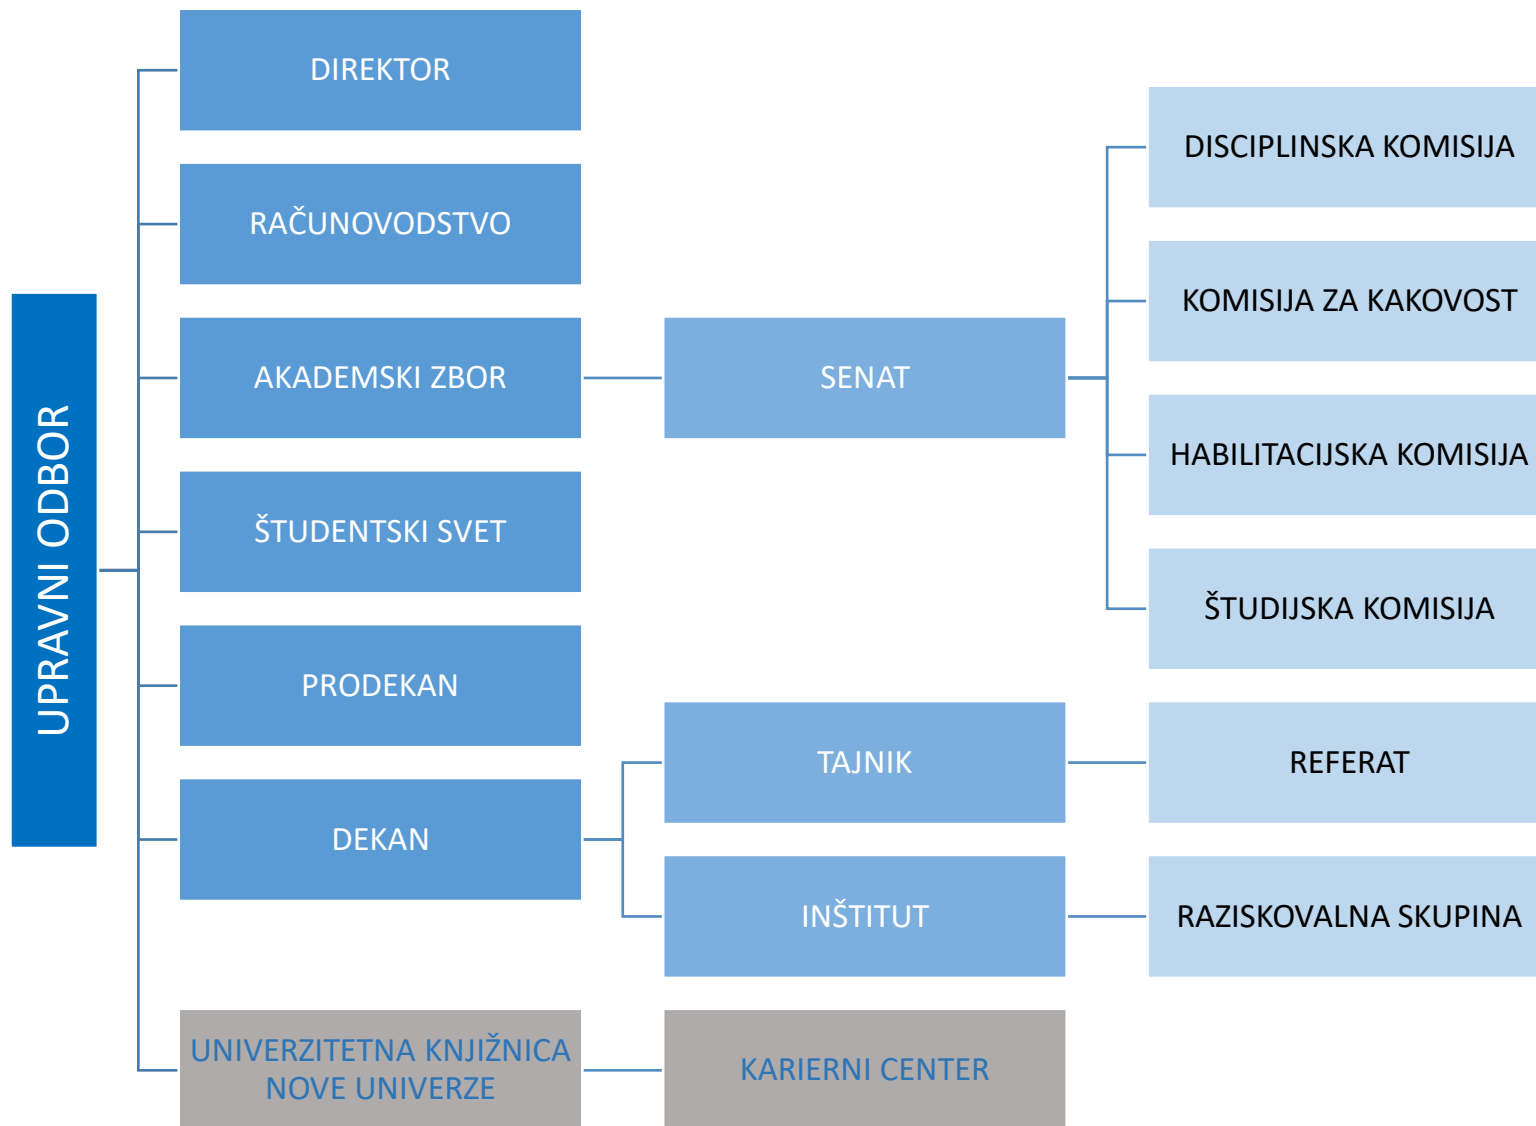 UPRAVNI ODBOR
DIREKTOR
RAČUNOVODSTVO
AKADEMSKI ZBOR
ŠTUDENTSKI SVET
PRODEKAN
DEKAN
UNIVERZITETNA KNJIŽNICA
NOVE UNIVERZE
SENAT
TAJNIK
INŠTITUT
KARIERNI CENTER
DISCIPLINSKA KOMISIJA
KOMISIJA ZA KAKOVOST
HABILITACIJSKA KOMISIJA
ŠTUDIJSKA KOMISIJA
REFERAT
RAZISKOVALNA SKUPINA